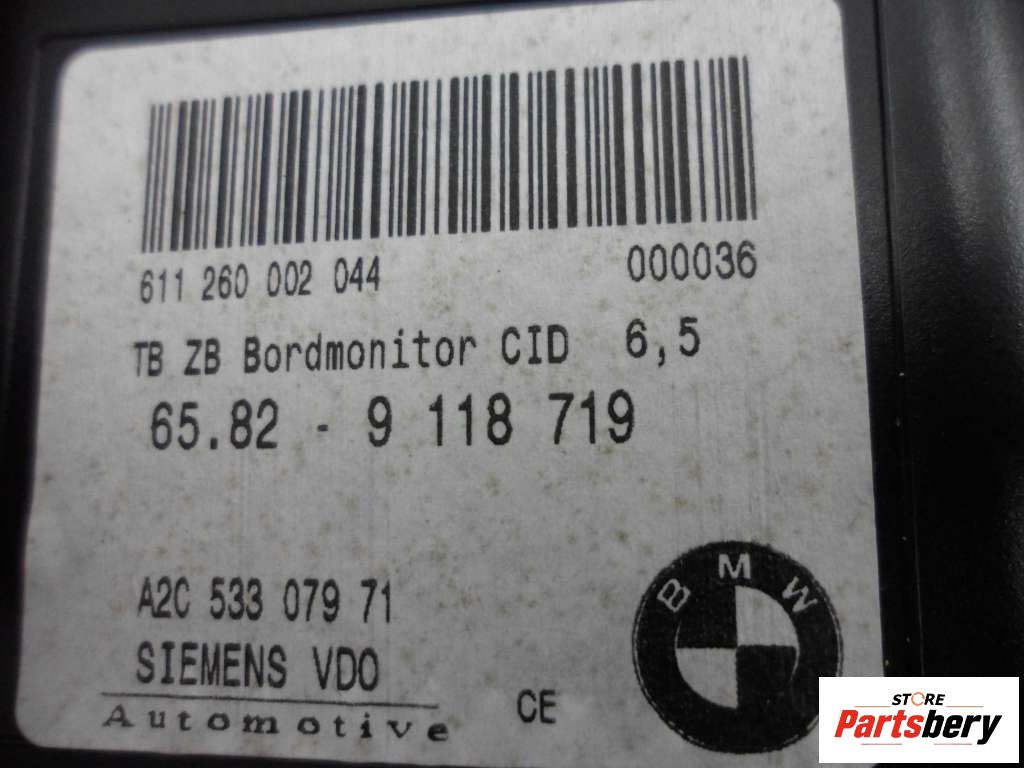 611 260 002 044 000036
TB ZB Bordmonitor CID 6,5
65.82 - 9 118 719
A2C 533 079 71
SIEMENS VDO
Automotive
CE
BMW
STORE
Partsbery